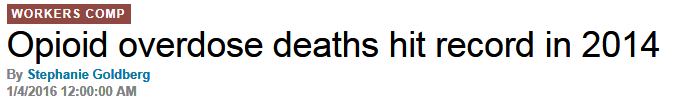 WORKERS COMP
Opioid overdose deaths hit record in 2014
By Stephanie Goldberg
1/4/2016 12:00:00 AM